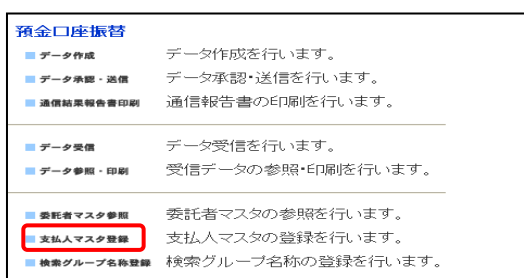 預金口座振替
データ作成 データ作成を行います。
データ承認・送信 データ承認・送信を行います。
通信結果報告書印刷 通信報告書の印刷を行います。
データ受信 データ受信を行います。
データ参照・印刷 受信データの参照・印刷を行います。
委託者マスタ参照 委託者マスタの参照を行います。
支払人マスタ登録 支払人マスタの登録を行います。
検索グループ名称登録 検索グループ名称の登録を行います。